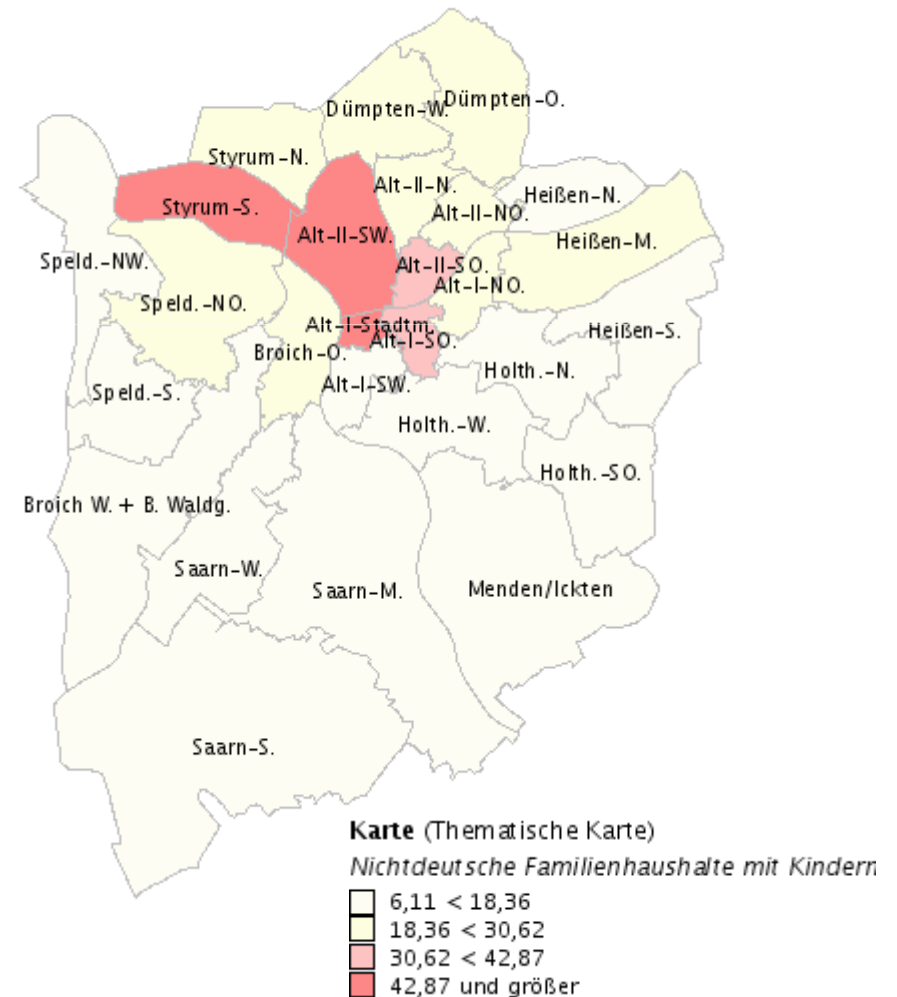 Dümpten-W.
Dümpten-O.
Styrum-N.
Alt-II-N.
Heißen-N.
Styrum-S.
Alt-II-NO.
Alt-II-SW.
Heißen-M.
Speld.-NW.
Alt-II-SO.
Alt-I-NO.
Speld.-NO.
Alt-I-Stadtm.
Heißen-S.
Alt-I-SO.
Broich-O.
Holth.-N.
Alt-I-SW.
Speld.-S.
Holth.-W.
Holth.-SO.
Broich W. + B. Waldg.
Saarn-W.
Saarn-M.
Menden/Ickten
Saarn-S.
Karte (Thematische Karte)
Nichtdeutsche Familienhaushalte mit Kindern
6,11 < 18,36
18,36 < 30,62
30,62 < 42,87
42,87 und größer